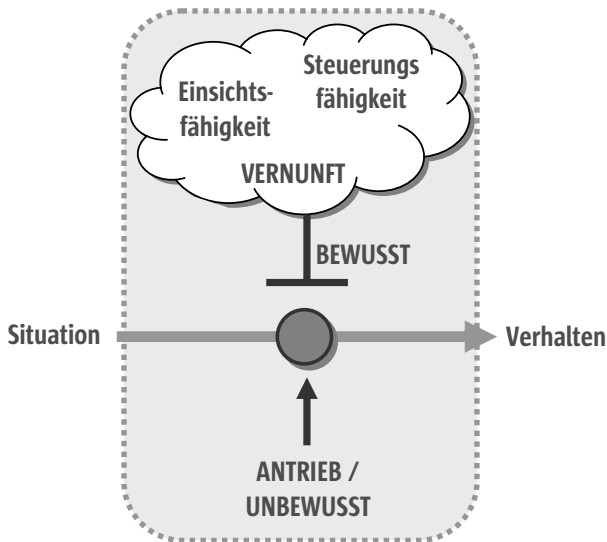 Steuerungs
fähigkeit
Einsichts-
fähigkeit
VERNUNFT
BEWUSST
Situation
Verhalten
ANTRIEB /
UNBEWUSST